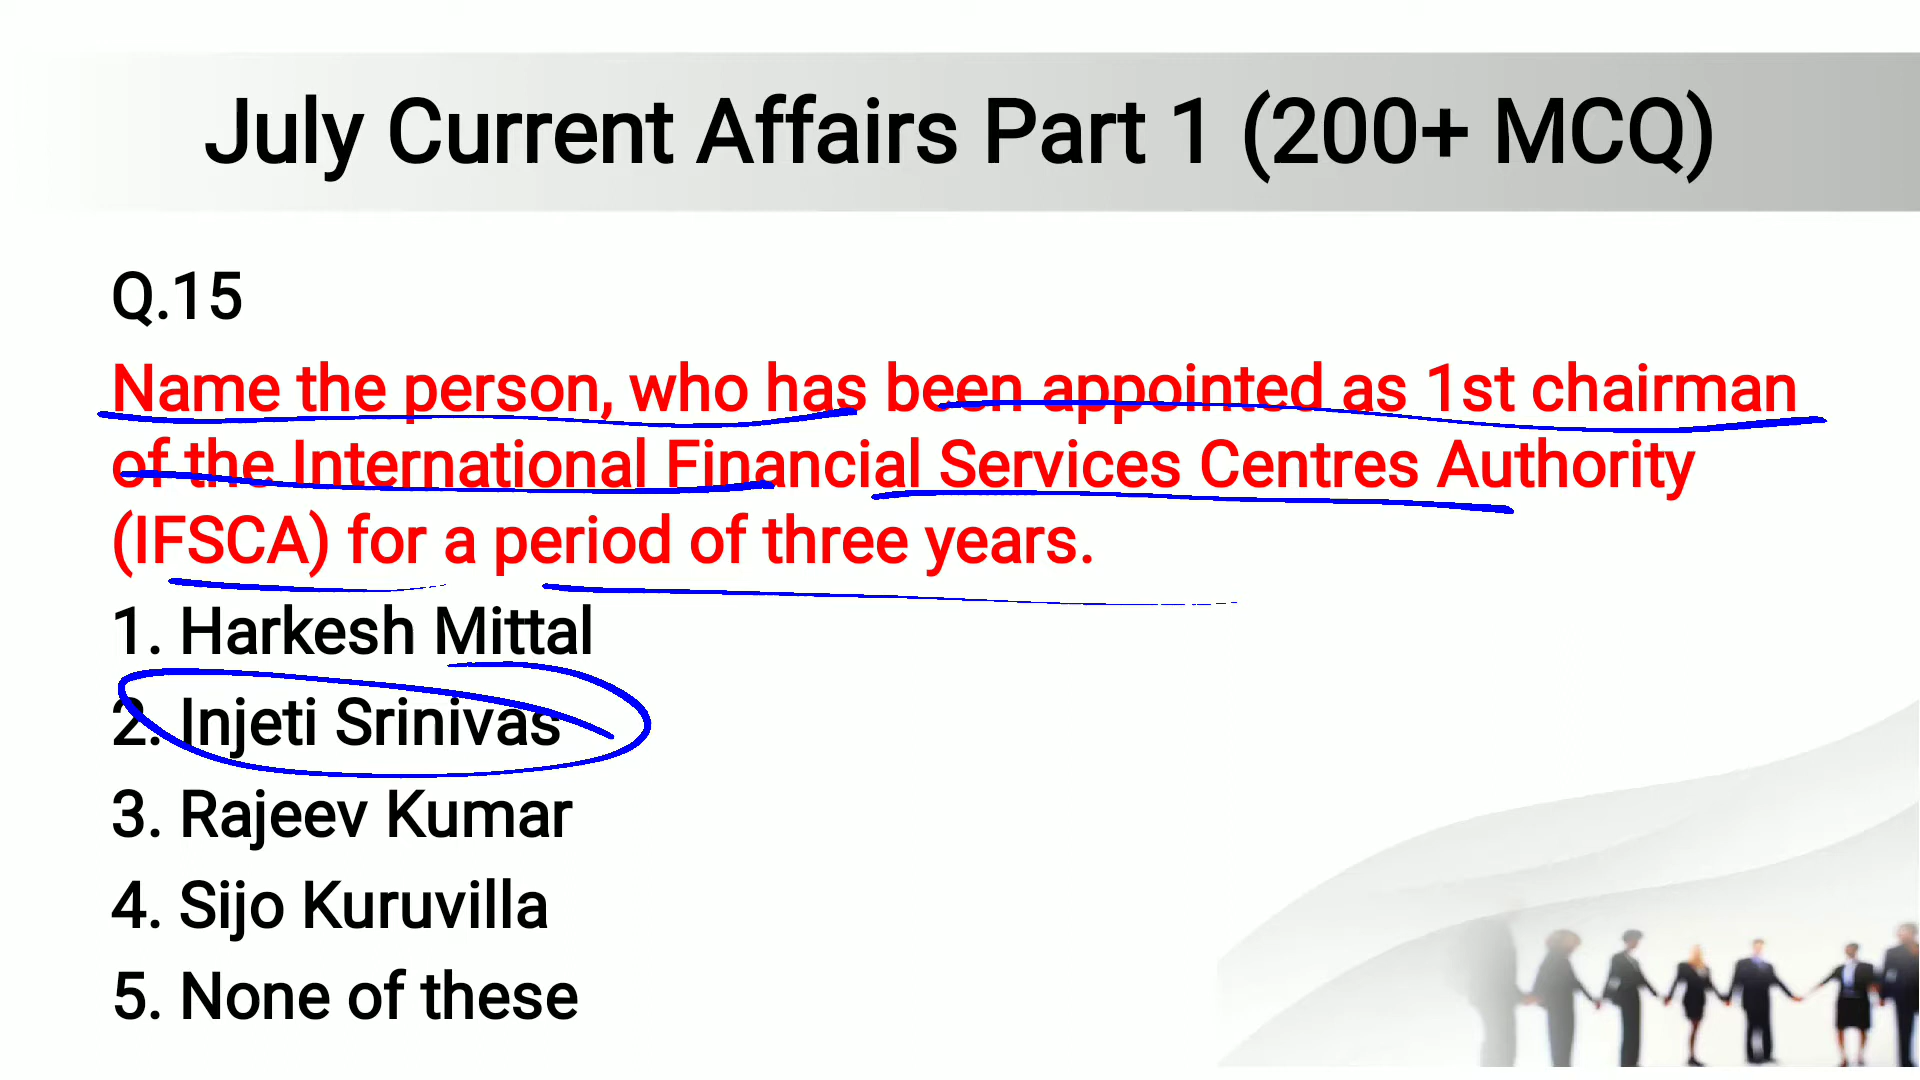 July Current Affairs Part 1 (200+ MCQ)
Q.15
Name the person, who has been appointed as 1st chairman
of the International Financial Services Centres Authority
(IFSCA) for a period of three years.
1. Harkesh Mittal
2. Injeti Srinivas
3. Rajeev Kumar
4. Sijo Kuruvilla
5. None of these